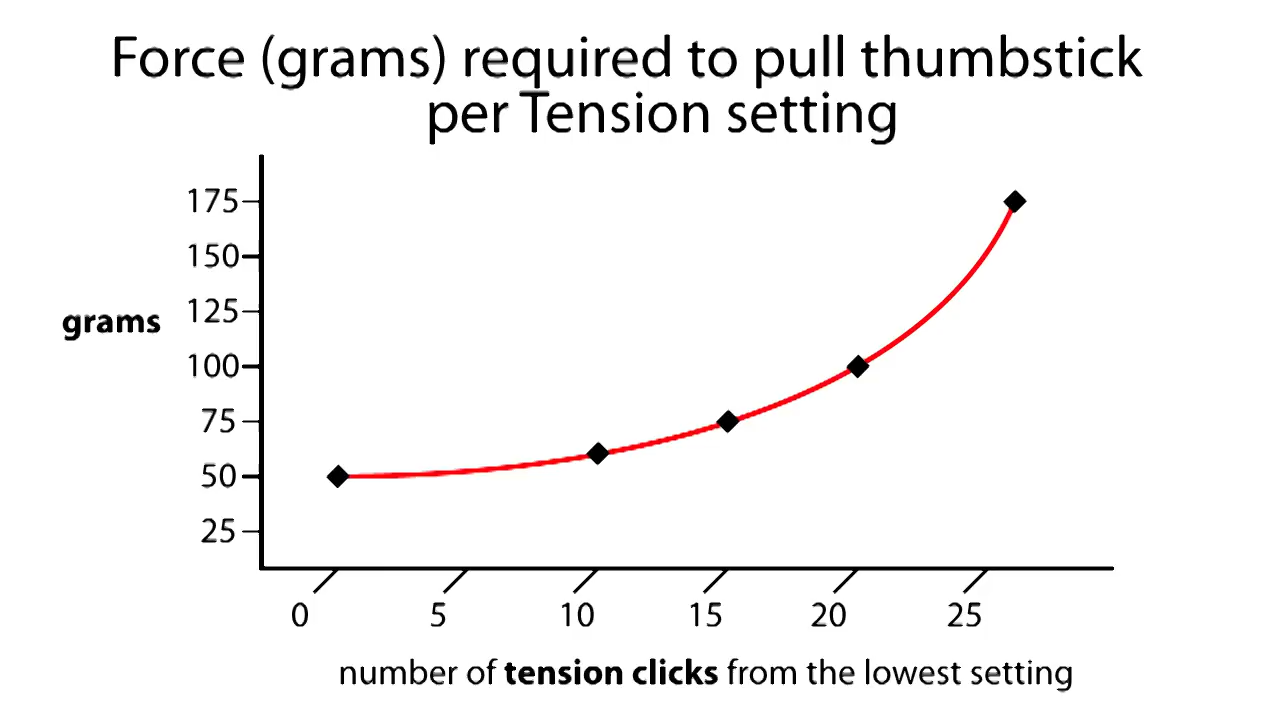 Force (grams) required to pull thumbstick
per Tension setting
175
150
125
grams
100
75
50
25
0 5 10 15 20 25
number of tension clicks from the lowest setting